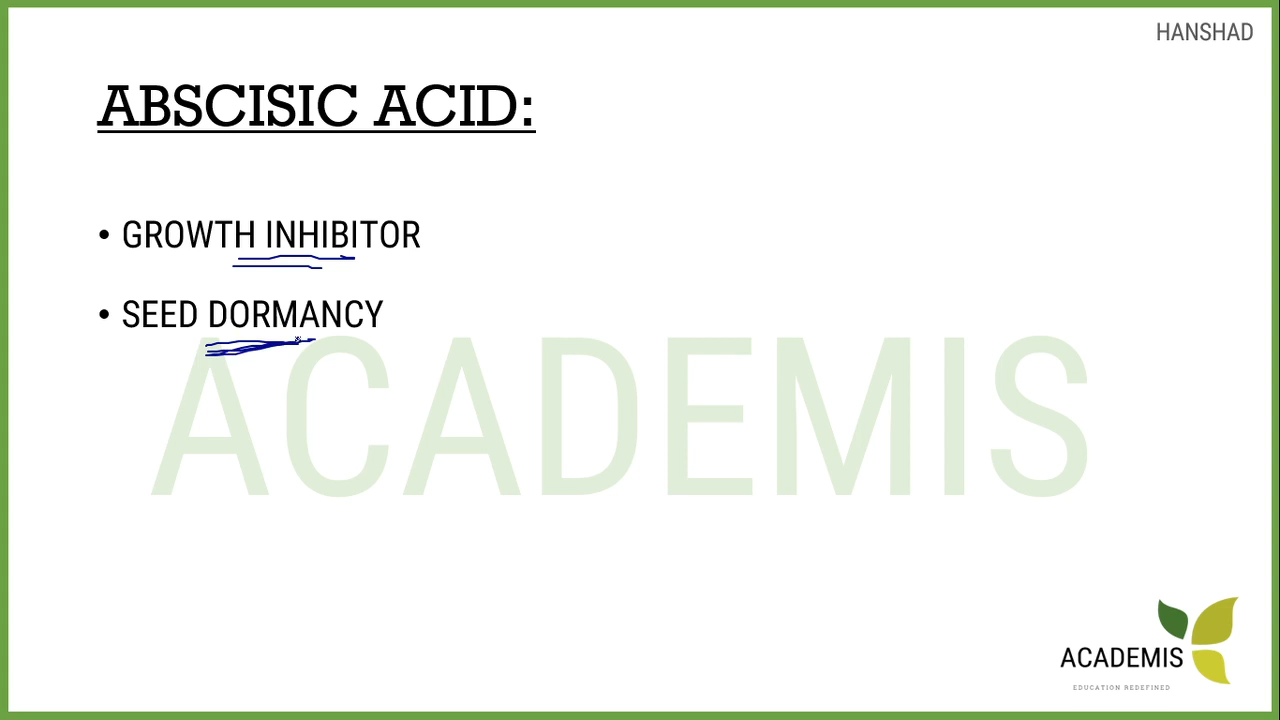 HANSHAD
ABSCISIC ACID:
• GROWTH INHIBITOR
• SEED DORMANCY
ACADEMIS
ACADEMIS
EDUCATION REDEFINED